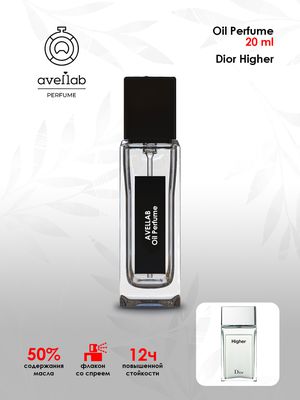 avellab
PERFUME
Oil Perfume
20 ml
Dior Higher
AVELLAB
Oil Perfume
Higher
Dior
50%
содержания
масла
флакон
со спреем
12ч
повышенной
стойкости